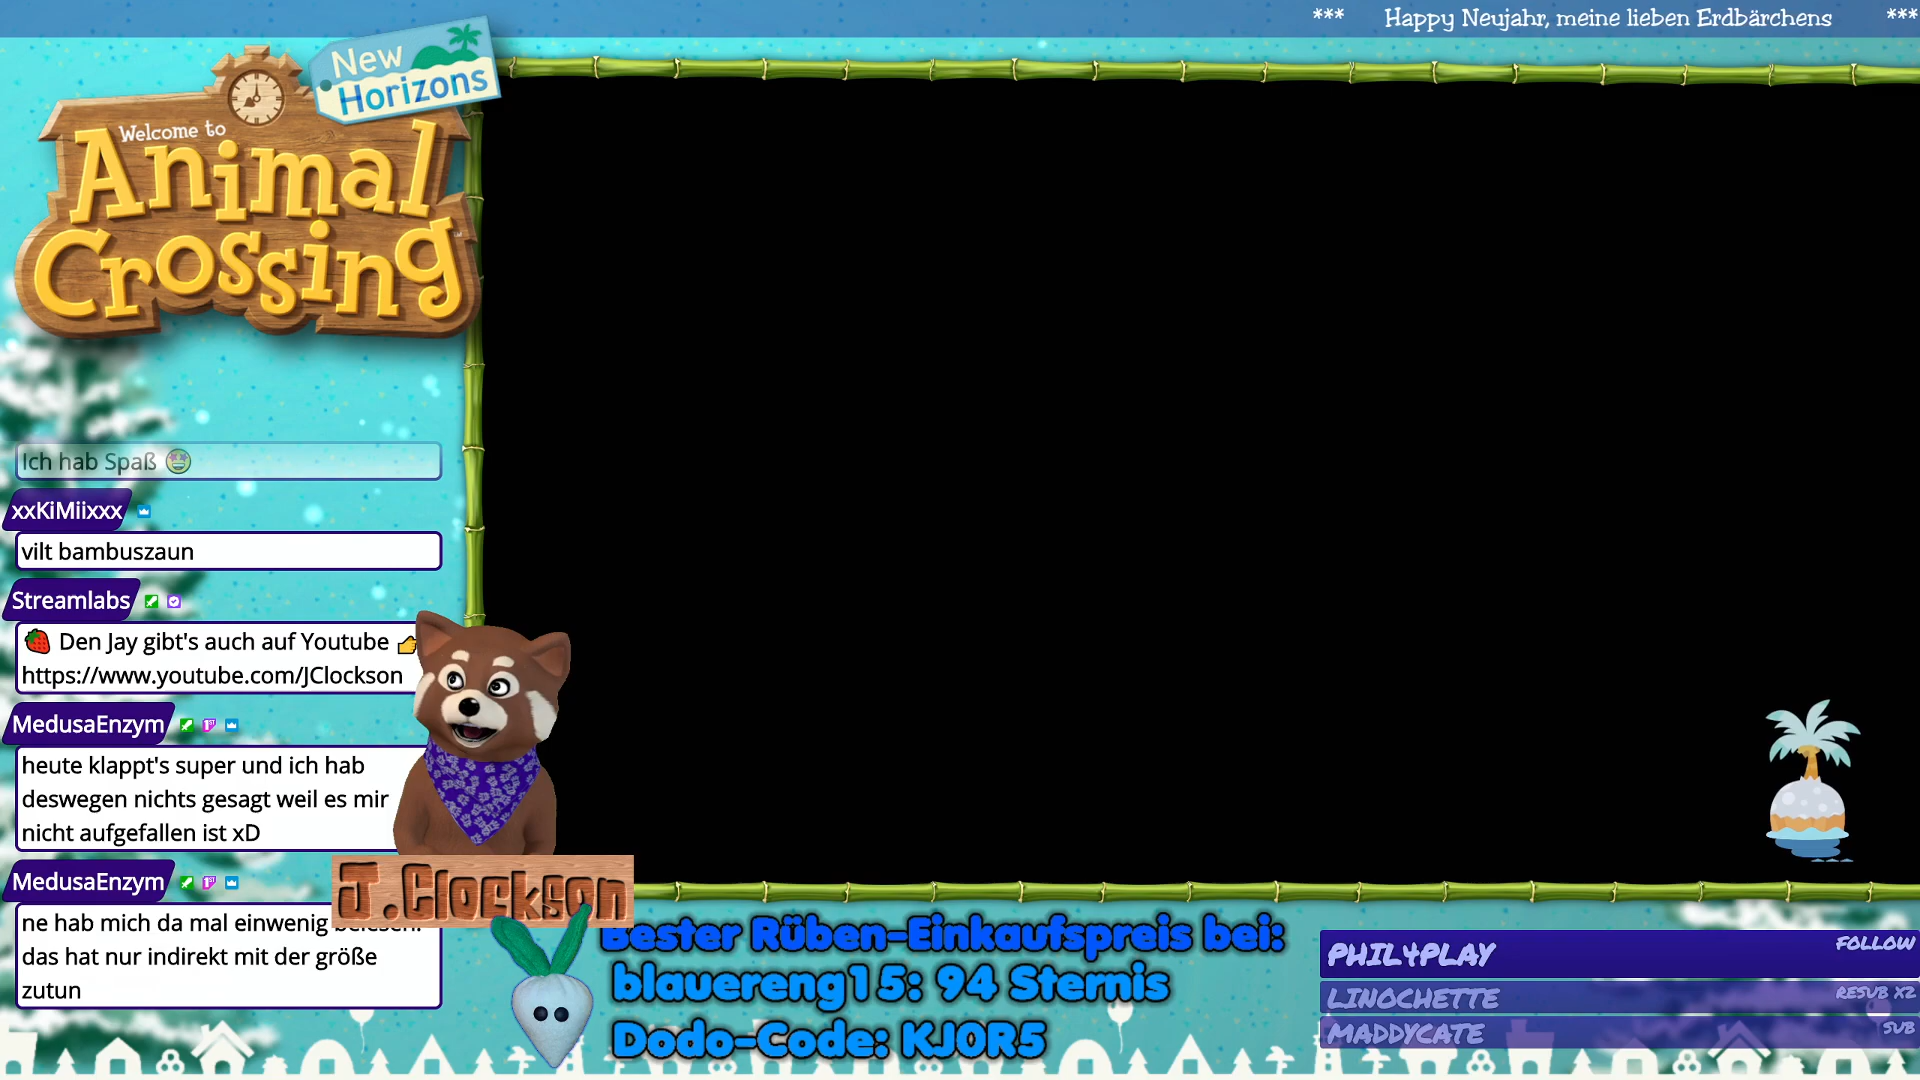 *** Happy Neujahr, meine lieben Erdbärchens ***
New
Horizons
Welcome to
Animal
Crossing
Ich hab Spaß
xxKiMiixxx
vilt bambuszaun
Streamlabs
Den Jay gibt's auch auf Youtube
https://www.youtube.com/JClockson
MedusaEnzym
heute klappt's super und ich hab
deswegen nichts gesagt weil es mir
nicht aufgefallen ist xD
MedusaEnzym
ne hab mich da mal einwenig
das hat nur indirekt mit der größe
zutun
J.Clockson
Bester Rüben-Einkaufspreis bei:
blauereng15: 94 Sternis
Dodo-Code: KJ0R5
PHIL4PLAY FOLLOW
LINOCHETTE RESUB X2
MADDYCATE SUB